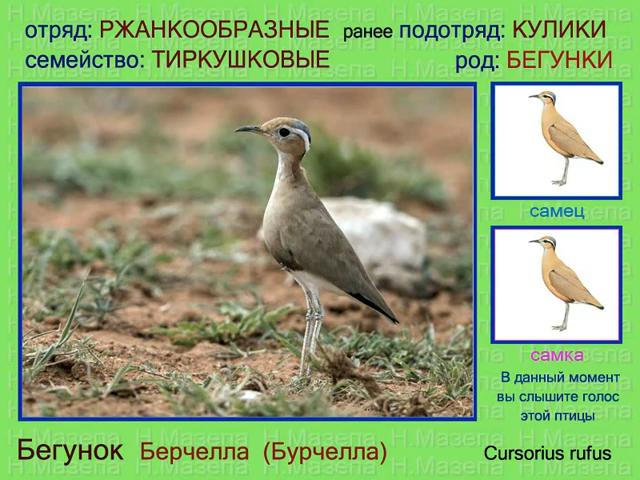 отряд: РЖАНКООБРАЗНЫЕ ранее подотряд: КУЛИКИ
семейство: ТИРКУШКОВЫЕ род: БЕГУНКИ
самец
самка
В данный момент
вы слышите голос
этой птицы
Бегунок Берчелла (Бурчелла) Cursorius rufus
Н.Мазепа